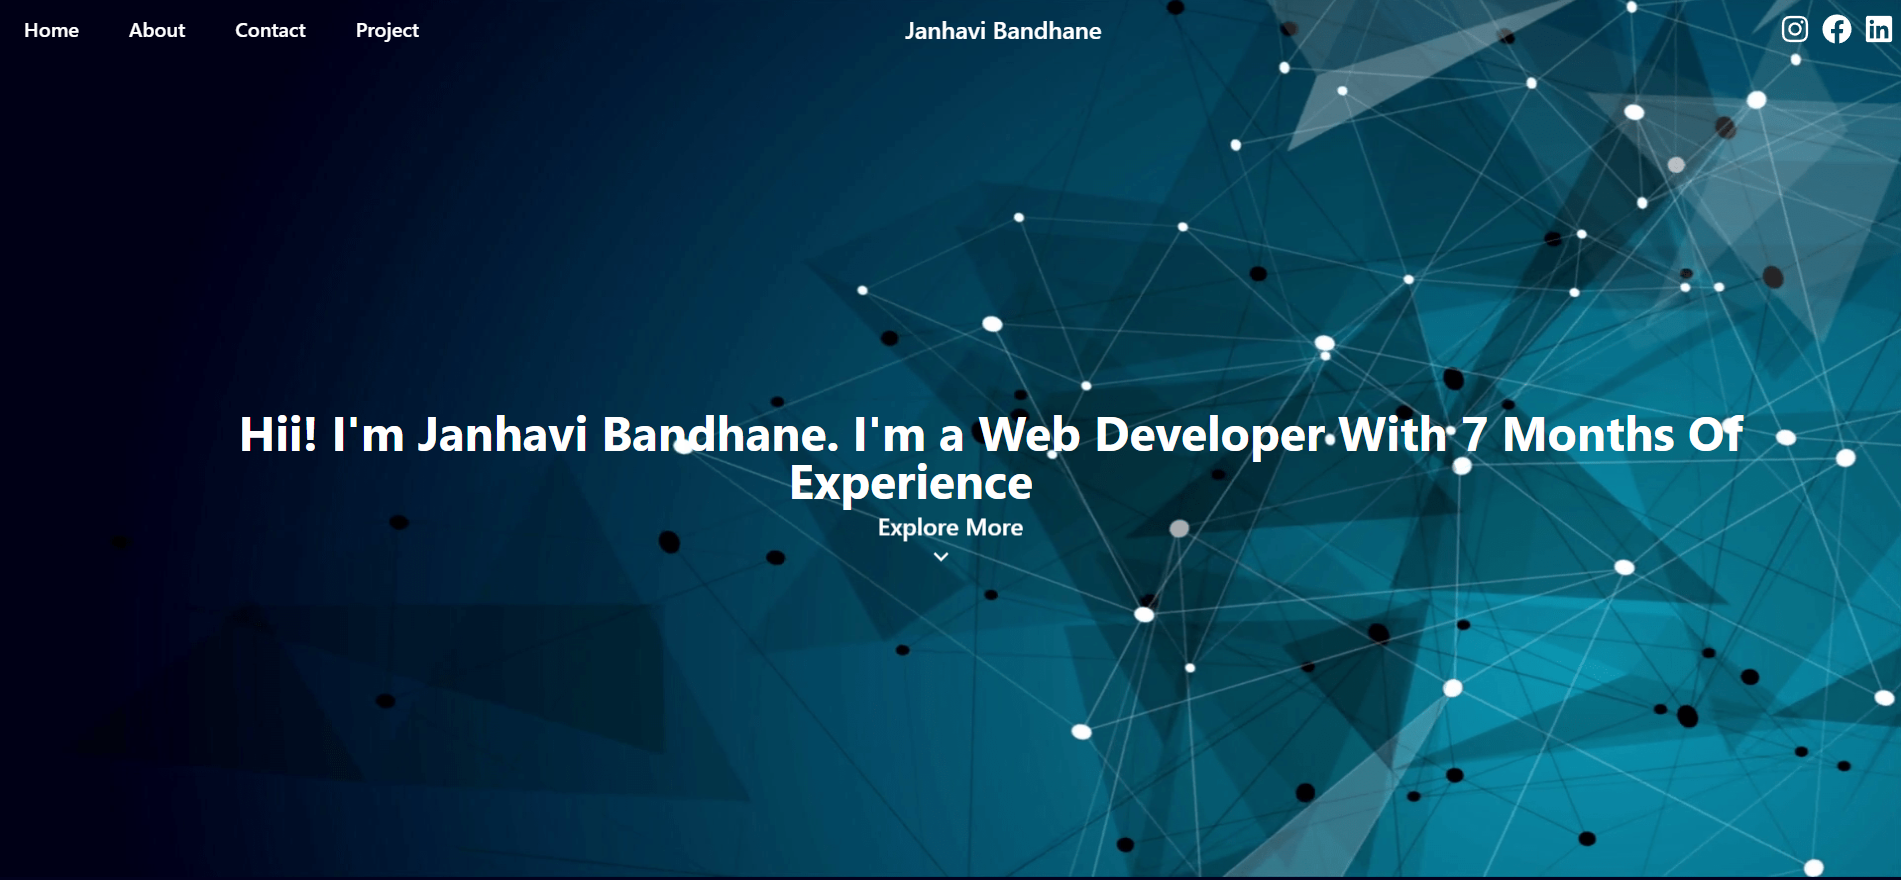 Home About Contact Project Janhavi Bandhane
Hii! I'm Janhavi Bandhane. I'm a Web Developer With 7 Months Of
Experience
Explore More